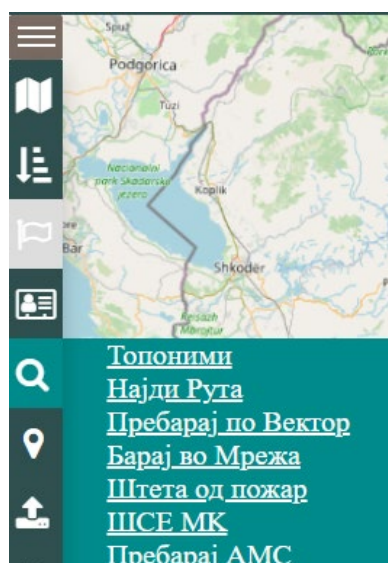 Spuž
Podgorica
Tuzi
Nacionalni
park Skadarsko
jezero
Koplik
Bar
Shkodër
Rezervati
Топоними
Најди Рута
Пребарај по Вектор
Барај во Мрежа
Штета од пожар
ШСЕ МК
Пребарај АМС